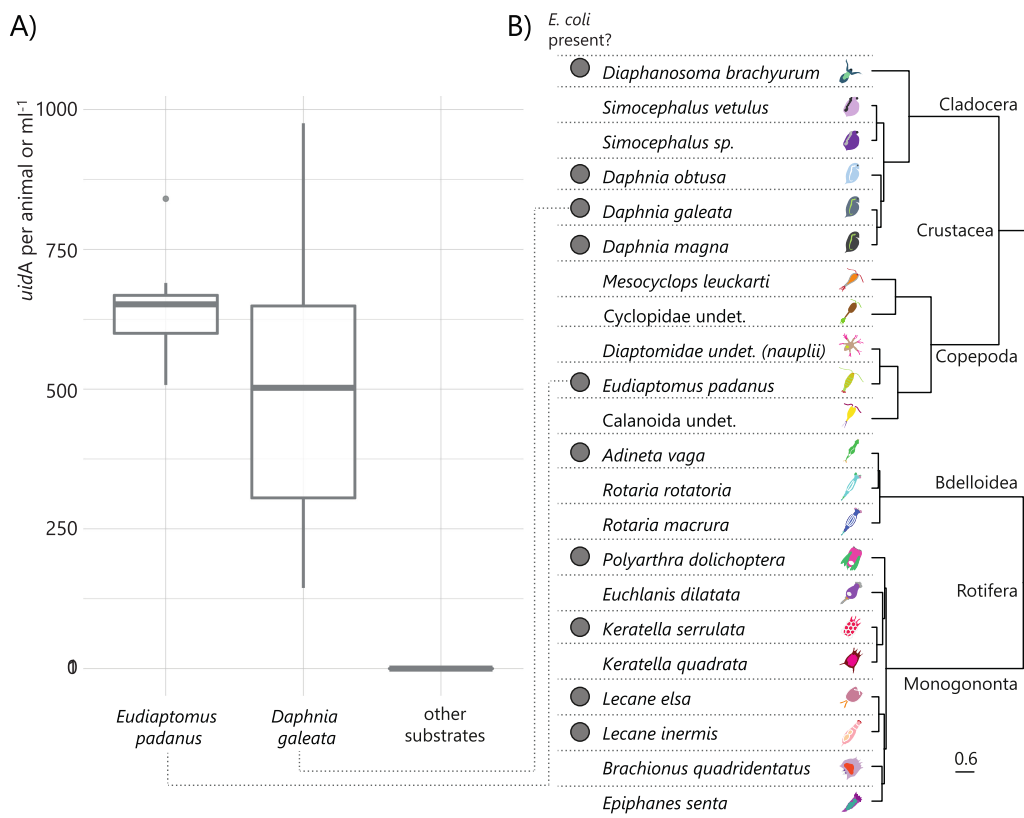 A)
uidA per animal or ml-1
1000
750
500
250
0
Eudiaptomus
padanus
Daphnia
galeata
other
substrates
B)
E. coli
present?
Diaphanosoma brachyurum
Simocephalus vetulus
Simocephalus sp.
Daphnia obtusa
Daphnia galeata
Daphnia magna
Mesocyclops leuckarti
Cyclopidae undet.
Diaptomidae undet. (nauplii)
Eudiaptomus padanus
Calanoida undet.
Adineta vaga
Rotaria rotatoria
Rotaria macrura
Polyarthra dolichoptera
Euchlanis dilatata
Keratella serrulata
Keratella quadrata
Lecane elsa
Lecane inermis
Brachionus quadridentatus
Epiphanes senta
Cladocera
Crustacea
Copepoda
Bdelloidea
Rotifera
Monogononta
0.6